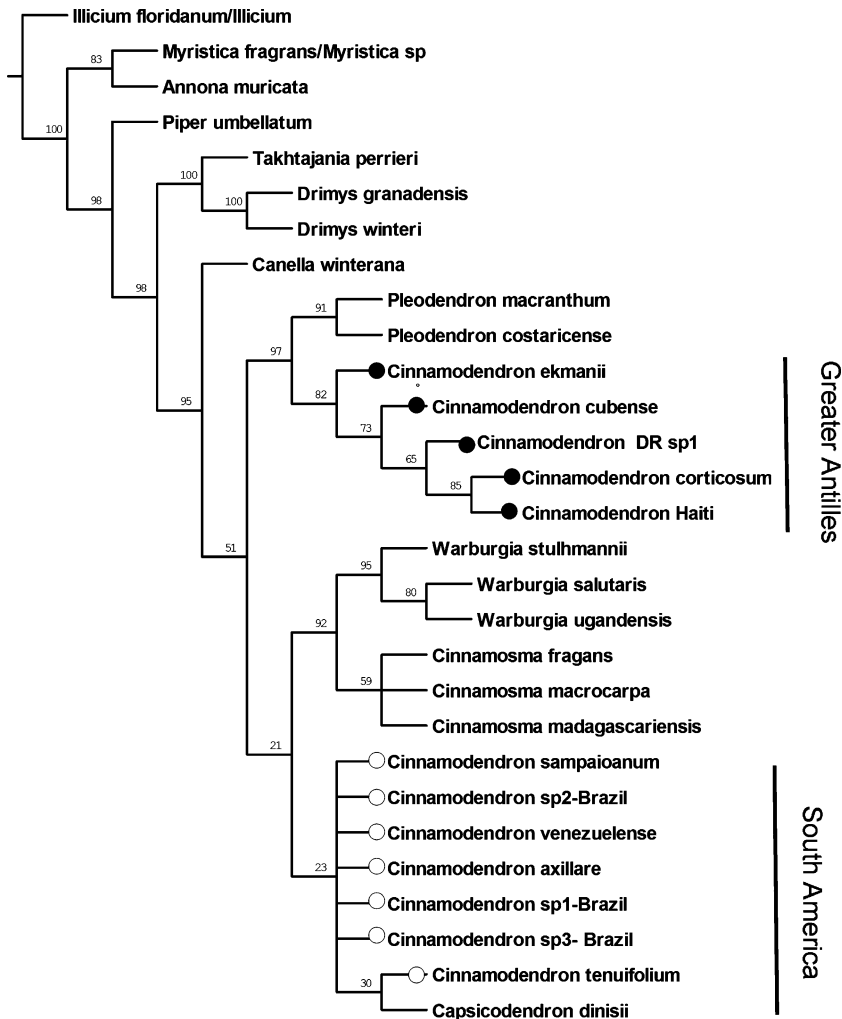 Illicium floridanum/Illicium
83
Myristica fragrans/Myristica sp
Annona muricata
100
Piper umbellatum
98
100
Takhtajania perrieri
100
Drimys granadensis
Drimys winteri
98
Canella winterana
95
91
Pleodendron macranthum
Pleodendron costaricense
97
82
Cinnamodendron ekmanii
73
Cinnamodendron cubense
65
Cinnamodendron DR sp1
85
Cinnamodendron corticosum
Cinnamodendron Haiti
Greater Antilles
51
95
Warburgia stulhmannii
80
Warburgia salutaris
Warburgia ugandensis
92
59
Cinnamosma fragans
Cinnamosma macrocarpa
Cinnamosma madagascariensis
21
Cinnamodendron sampaioanum
Cinnamodendron sp2-Brazil
Cinnamodendron venezuelense
23
Cinnamodendron axillare
Cinnamodendron sp1-Brazil
Cinnamodendron sp3- Brazil
30
Cinnamodendron tenuifolium
Capsicodendron dinisii
South America